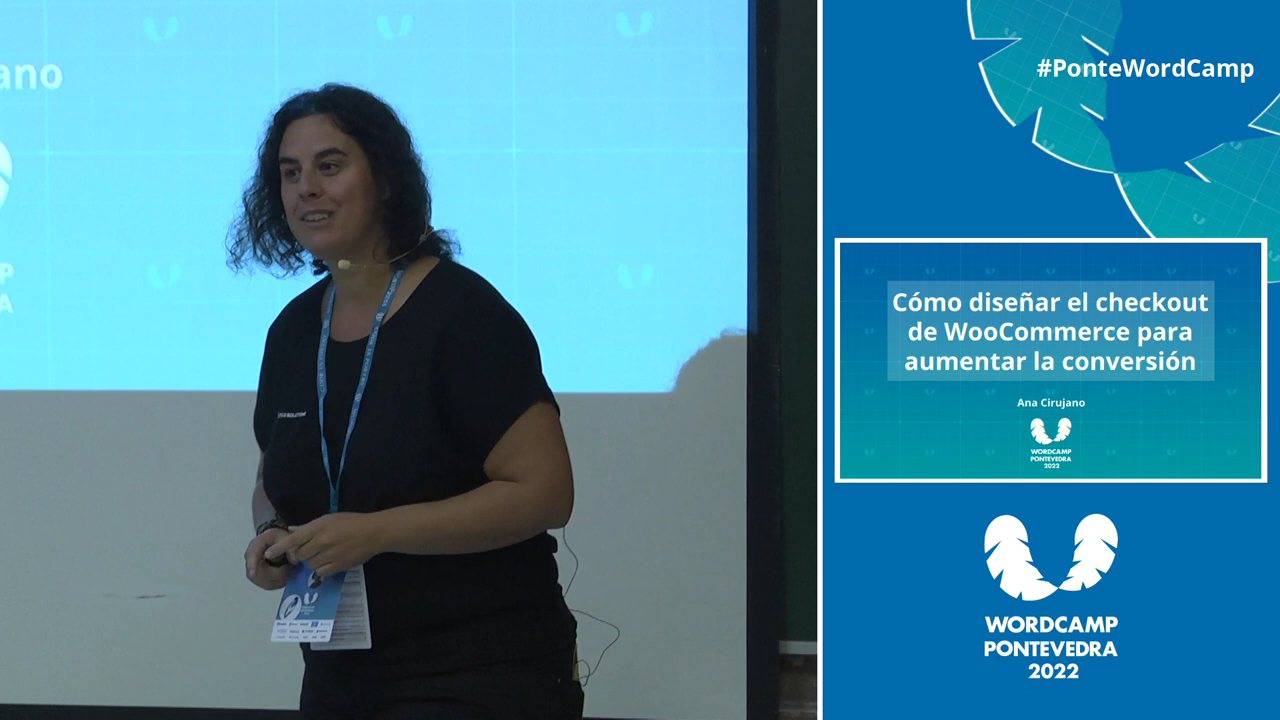 ano
P
A
#PonteWordCamp
Cómo diseñar el checkout
de WooCommerce para
aumentar la conversión
Ana Cirujano
WORDCAMP
PONTEVEDRA
2022
WORDCAMP
PONTEVEDRA
2022